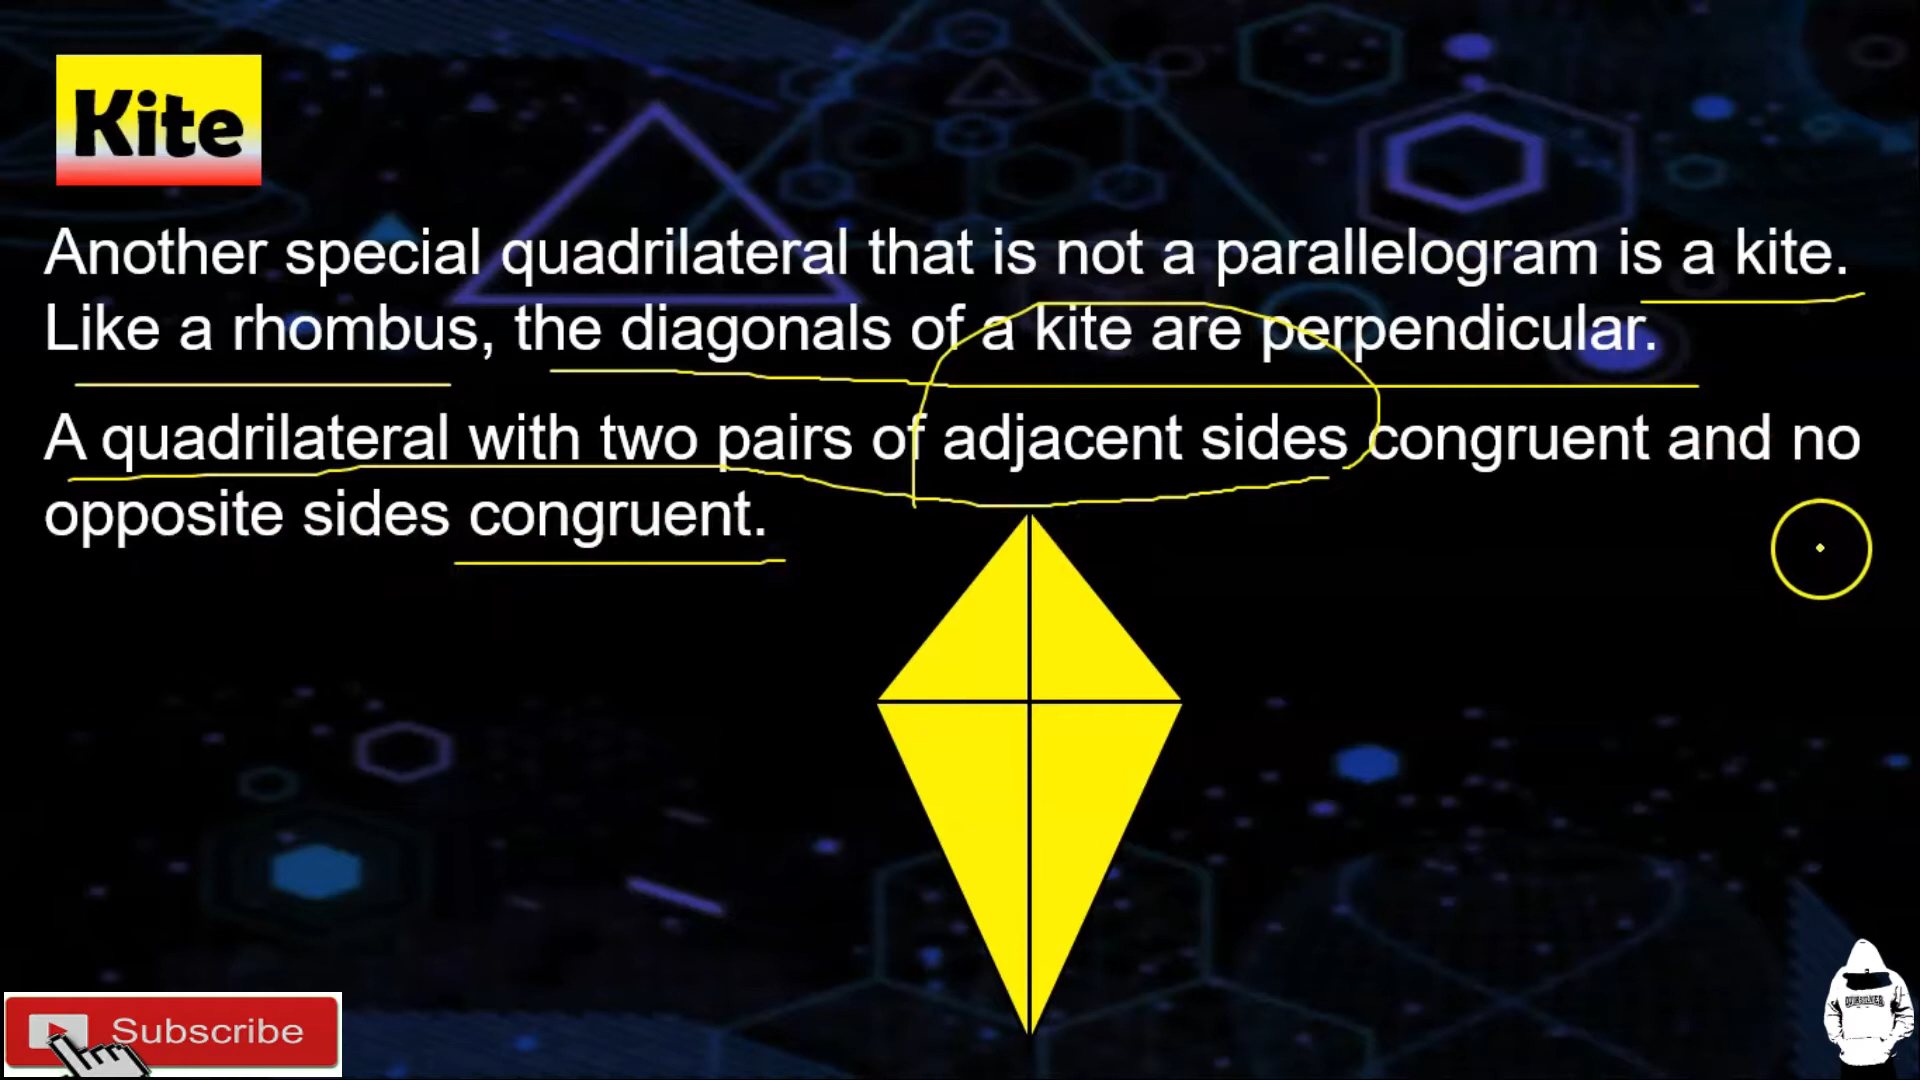 Kite
Another special quadrilateral that is not a parallelogram is a kite.
Like a rhombus, the diagonals of a kite are perpendicular.
A quadrilateral with two pairs of adjacent sides congruent and no
opposite sides congruent.
Subscribe
QUIKSILVER